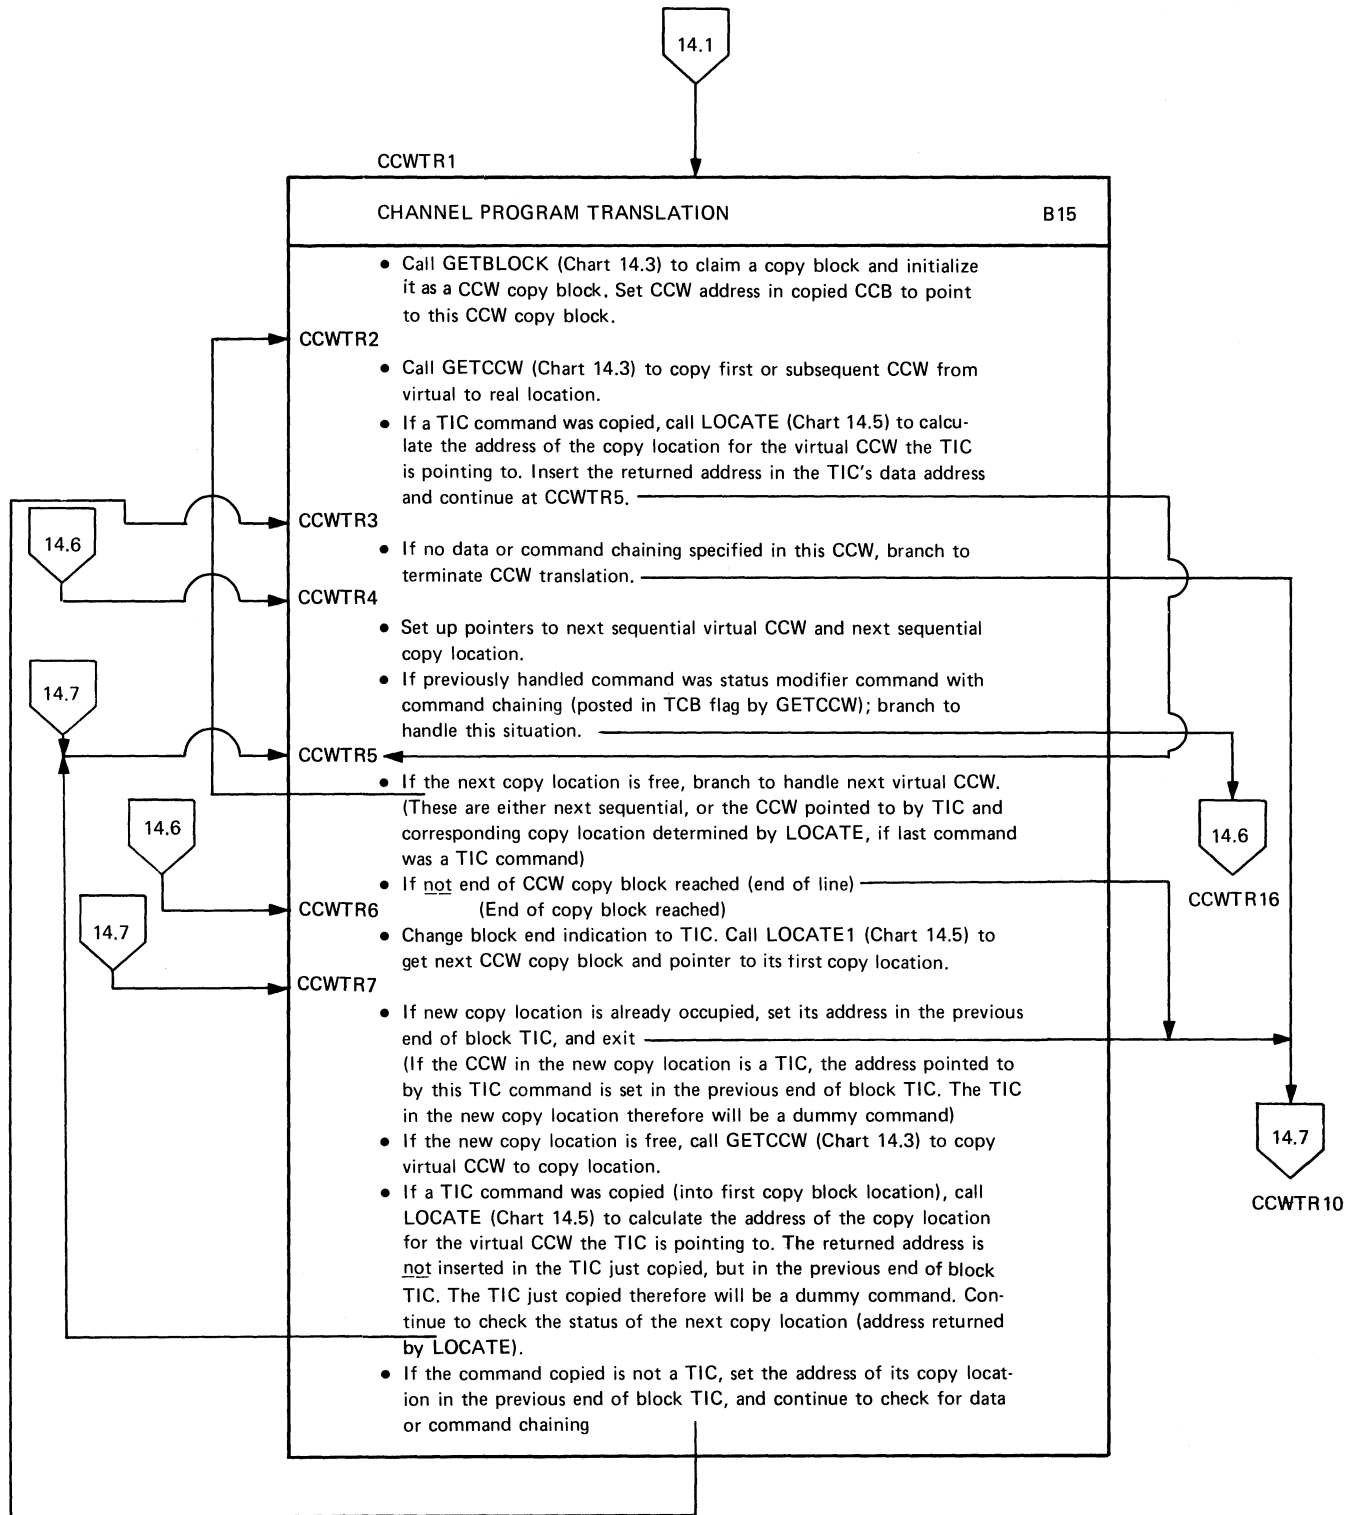 14.1
CCWTR1
CHANNEL PROGRAM TRANSLATION B15
• Call GETBLOCK (Chart 14.3) to claim a copy block and initialize
it as a CCW copy block. Set CCW address in copied CCB to point
to this CCW copy block.
CCWTR2
• Call GETCCW (Chart 14.3) to copy first or subsequent CCW from
virtual to real location.
• If a TIC command was copied, call LOCATE (Chart 14.5) to calcu-
late the address of the copy location for the virtual CCW the TIC
is pointing to. Insert the returned address in the TIC's data address
and continue at CCWTR5.
CCWTR3
14.6
• If no data or command chaining specified in this CCW, branch to
terminate CCW translation.
CCWTR4
• Set up pointers to next sequential virtual CCW and next sequential
copy location.
14.7
• If previously handled command was status modifier command with
command chaining (posted in TCB flag by GETCCW); branch to
handle this situation.
CCWTR5
• If the next copy location is free, branch to handle next virtual CCW.
(These are either next sequential, or the CCW pointed to by TIC and
corresponding copy location determined by LOCATE, if last command
was a TIC command)
14.6
14.6
CCWTR16
• If not end of CCW copy block reached (end of line)
CCWTR6
(End of copy block reached)
14.7
• Change block end indication to TIC. Call LOCATE1 (Chart 14.5) to
get next CCW copy block and pointer to its first copy location.
CCWTR7
• If new copy location is already occupied, set its address in the previous
end of block TIC, and exit
(If the CCW in the new copy location is a TIC, the address pointed to
by this TIC command is set in the previous end of block TIC. The TIC
in the new copy location therefore will be a dummy command)
• If the new copy location is free, call GETCCW (Chart 14.3) to copy
virtual CCW to copy location.
14.7
CCWTR10
• If a TIC command was copied (into first copy block location), call
LOCATE (Chart 14.5) to calculate the address of the copy location
for the virtual CCW the TIC is pointing to. The returned address is
not inserted in the TIC just copied, but in the previous end of block
TIC. The TIC just copied therefore will be a dummy command. Con-
tinue to check the status of the next copy location (address returned
by LOCATE).
• If the command copied is not a TIC, set the address of its copy locat-
ion in the previous end of block TIC, and continue to check for data
or command chaining